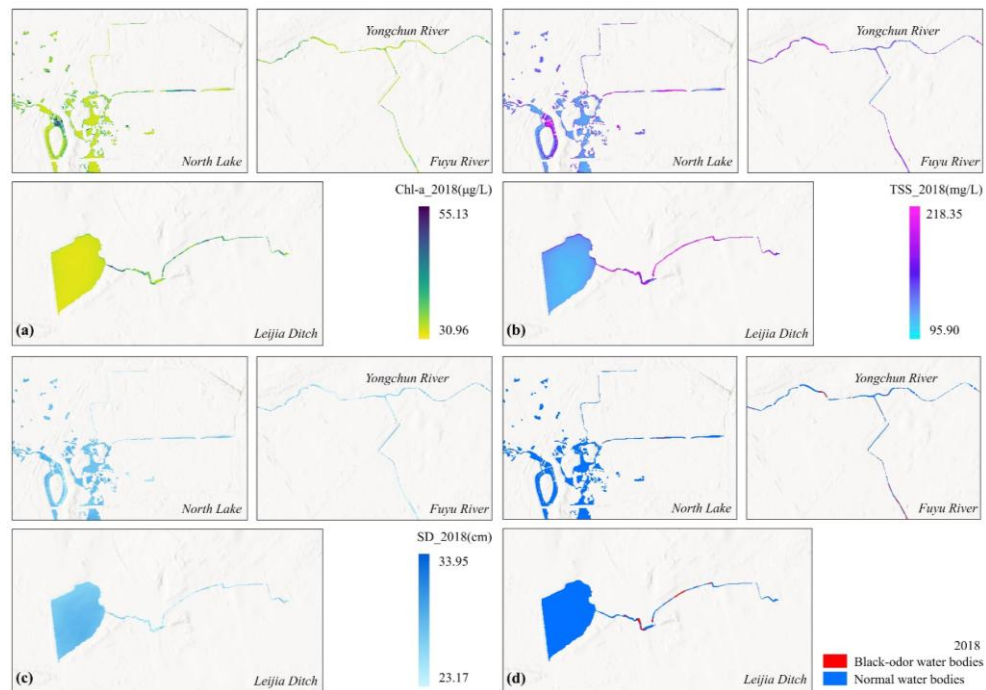 Yongchun River
North Lake
Fuyu River
Chl-a_2018(μg/L)
55.13
30.96
(a)
Leijia Ditch
Yongchun River
North Lake
Fuyu River
TSS_2018(mg/L)
218.35
95.90
(b)
Leijia Ditch
Yongchun River
North Lake
Fuyu River
SD_2018(cm)
33.95
23.17
(c)
Leijia Ditch
Yongchun River
North Lake
Fuyu River
2018
Black-odor water bodies
Normal water bodies
(d)
Leijia Ditch